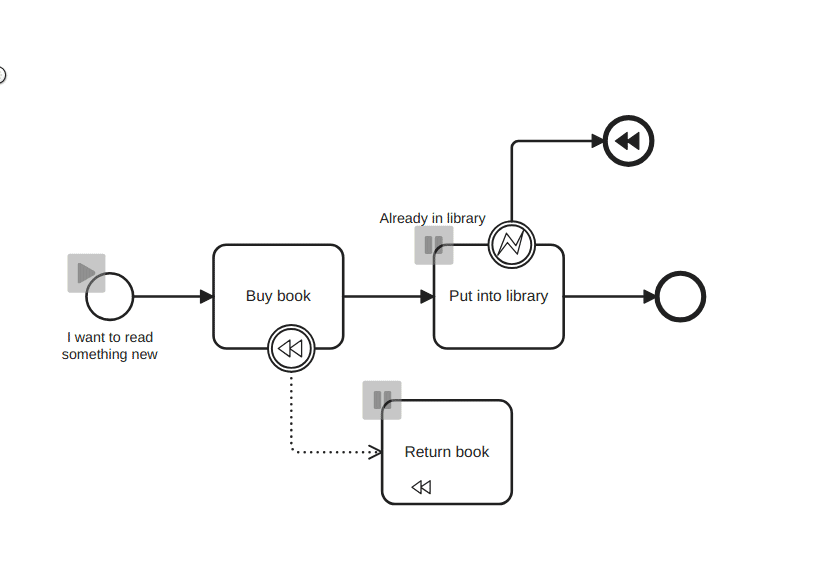 Already in library
Buy book
Put into library
I want to read
something new
Return book